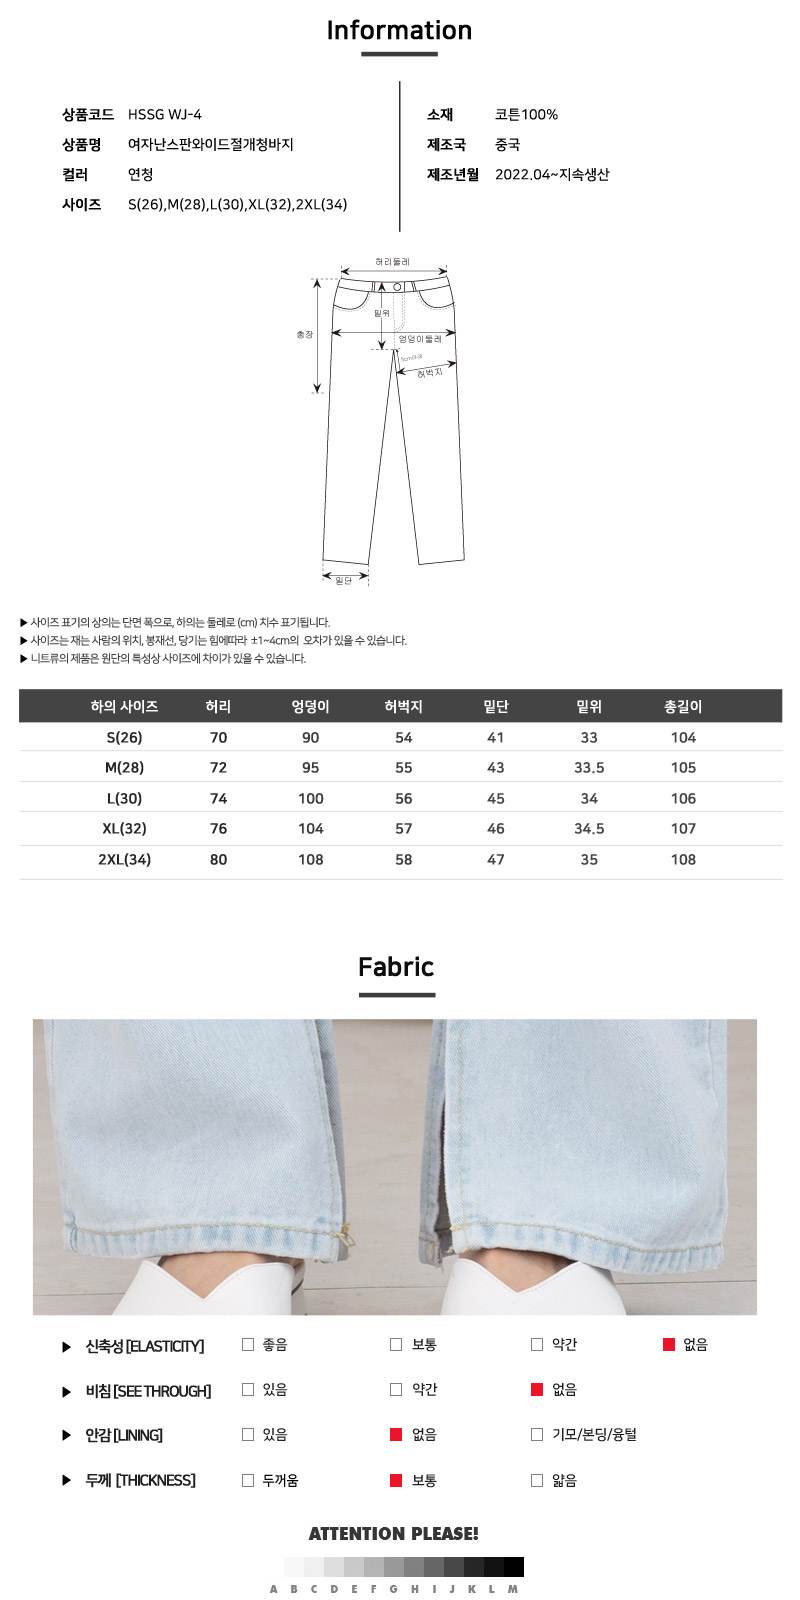 Information
상품코드 HSSG WJ-4
상품명 여자난스판와이드절개청바지
컬러 연청
사이즈 S(26),M(28),L(30),XL(32),2XL(34)
소재 코튼100%
제조국 중국
제조년월 2022.04~지속생산
허리둘레
밑위
총장
엉덩이둘레
허벅지
밑단
▶ 사이즈 표기의 상의는 단면 폭으로, 하의는 둘레로 (cm) 치수 표기됩니다.
▶ 사이즈는 재는 사람의 위치, 봉재선, 당기는 힘에따라 ±1~4cm의 오차가 있을 수 있습니다.
▶ 니트류의 제품은 원단의 특성상 사이즈에 차이가 있을 수 있습니다.
하의 사이즈 허리 엉덩이 허벅지 밑단 밑위 총길이
S(26) 70 90 54 41 33 104
M(28) 72 95 55 43 33.5 105
L(30) 74 100 56 45 34 106
XL(32) 76 104 57 46 34.5 107
2XL(34) 80 108 58 47 35 108
Fabric
▶ 신축성 [ELASTICITY] 좋음 보통 약간 없음
▶ 비침 [SEE THROUGH] 있음 약간 없음
▶ 안감 [LINING] 있음 없음 기모/본딩/융털
▶ 두께 [THICKNESS] 두꺼움 보통 얇음
ATTENTION PLEASE!
A B C D E F G H I J K L M